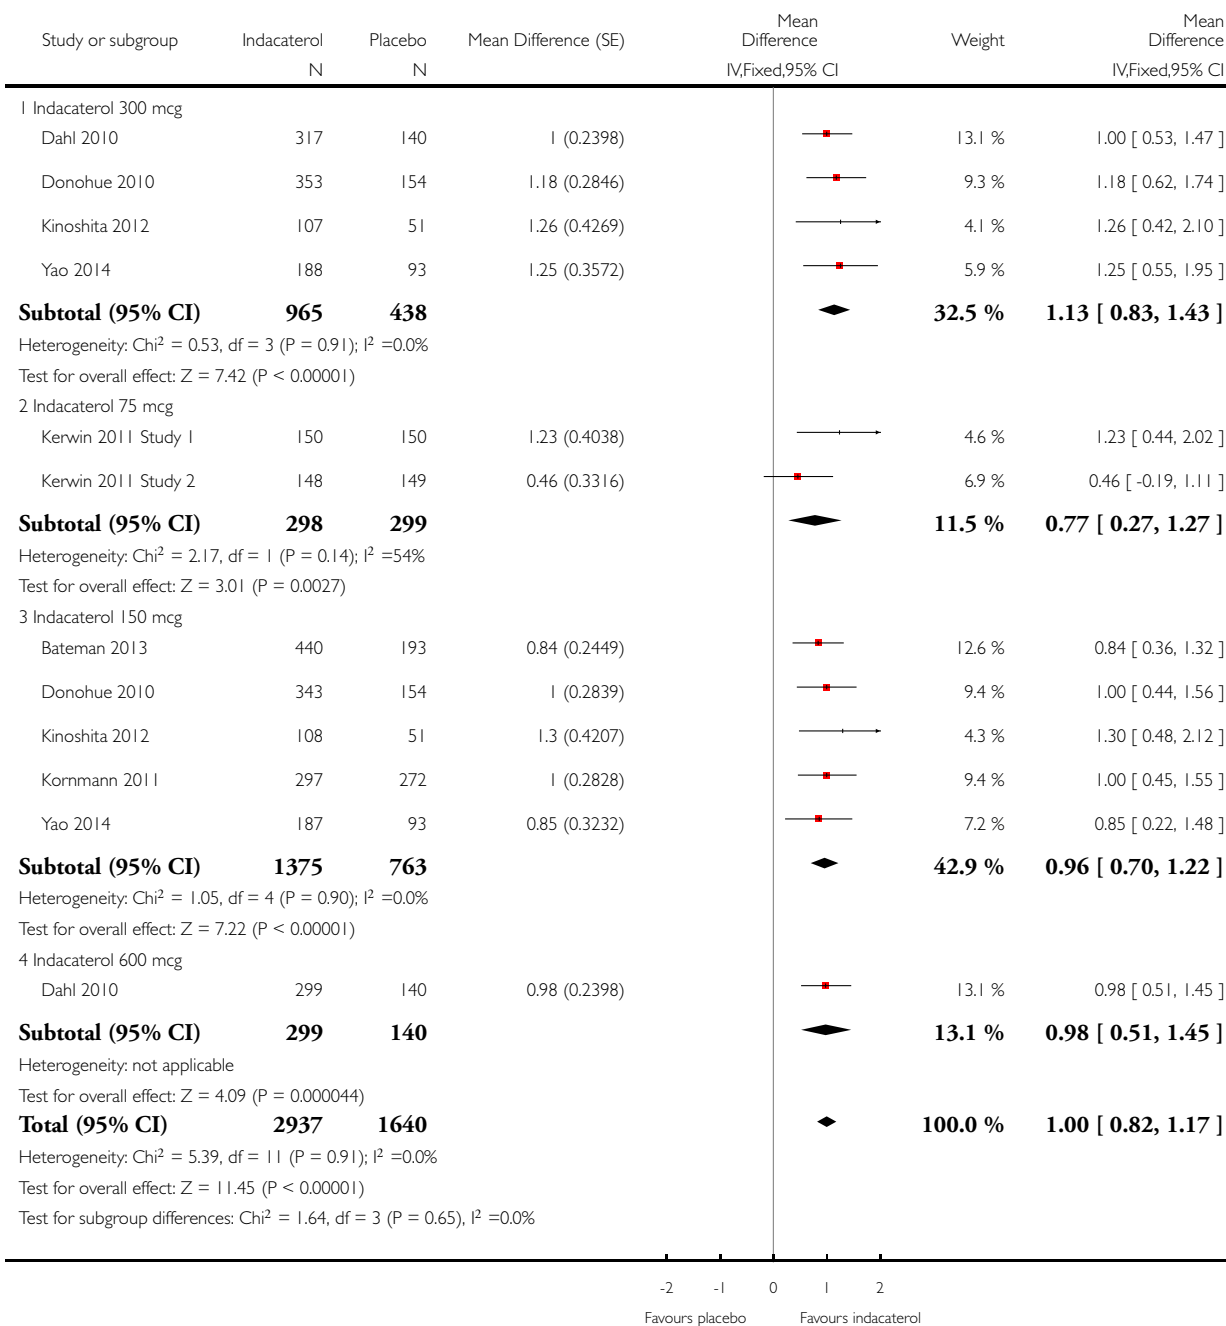 Study or subgroup Indacaterol Placebo Mean Difference (SE) Mean Difference Weight Mean Difference
N N IV,Fixed,95% CI IV,Fixed,95% CI
1 Indacaterol 300 mcg
Dahl 2010 317 140 1 (0.2398) 13.1 % 1.00 [ 0.53, 1.47 ]
Donohue 2010 353 154 1.18 (0.2846) 9.3 % 1.18 [ 0.62, 1.74 ]
Kinoshita 2012 107 51 1.26 (0.4269) 4.1 % 1.26 [ 0.42, 2.10 ]
Yao 2014 188 93 1.25 (0.3572) 5.9 % 1.25 [ 0.55, 1.95 ]
Subtotal (95% CI) 965 438 32.5 % 1.13 [ 0.83, 1.43 ]
Heterogeneity: Chi² = 0.53, df = 3 (P = 0.91); I² =0.0%
Test for overall effect: Z = 7.42 (P < 0.00001)
2 Indacaterol 75 mcg
Kerwin 2011 Study 1 150 150 1.23 (0.4038) 4.6 % 1.23 [ 0.44, 2.02 ]
Kerwin 2011 Study 2 148 149 0.46 (0.3316) 6.9 % 0.46 [ -0.19, 1.11 ]
Subtotal (95% CI) 298 299 11.5 % 0.77 [ 0.27, 1.27 ]
Heterogeneity: Chi² = 2.17, df = 1 (P = 0.14); I² =54%
Test for overall effect: Z = 3.01 (P = 0.0027)
3 Indacaterol 150 mcg
Bateman 2013 440 193 0.84 (0.2449) 12.6 % 0.84 [ 0.36, 1.32 ]
Donohue 2010 343 154 1 (0.2839) 9.4 % 1.00 [ 0.44, 1.56 ]
Kinoshita 2012 108 51 1.3 (0.4207) 4.3 % 1.30 [ 0.48, 2.12 ]
Kornmann 2011 297 272 1 (0.2828) 9.4 % 1.00 [ 0.45, 1.55 ]
Yao 2014 187 93 0.85 (0.3232) 7.2 % 0.85 [ 0.22, 1.48 ]
Subtotal (95% CI) 1375 763 42.9 % 0.96 [ 0.70, 1.22 ]
Heterogeneity: Chi² = 1.05, df = 4 (P = 0.90); I² =0.0%
Test for overall effect: Z = 7.22 (P < 0.00001)
4 Indacaterol 600 mcg
Dahl 2010 299 140 0.98 (0.2398) 13.1 % 0.98 [ 0.51, 1.45 ]
Subtotal (95% CI) 299 140 13.1 % 0.98 [ 0.51, 1.45 ]
Heterogeneity: not applicable
Test for overall effect: Z = 4.09 (P = 0.000044)
Total (95% CI) 2937 1640 100.0 % 1.00 [ 0.82, 1.17 ]
Heterogeneity: Chi² = 5.39, df = 11 (P = 0.91); I² =0.0%
Test for overall effect: Z = 11.45 (P < 0.00001)
Test for subgroup differences: Chi² = 1.64, df = 3 (P = 0.65), I² =0.0%
-2 -1 0 1 2
Favours placebo Favours indacaterol